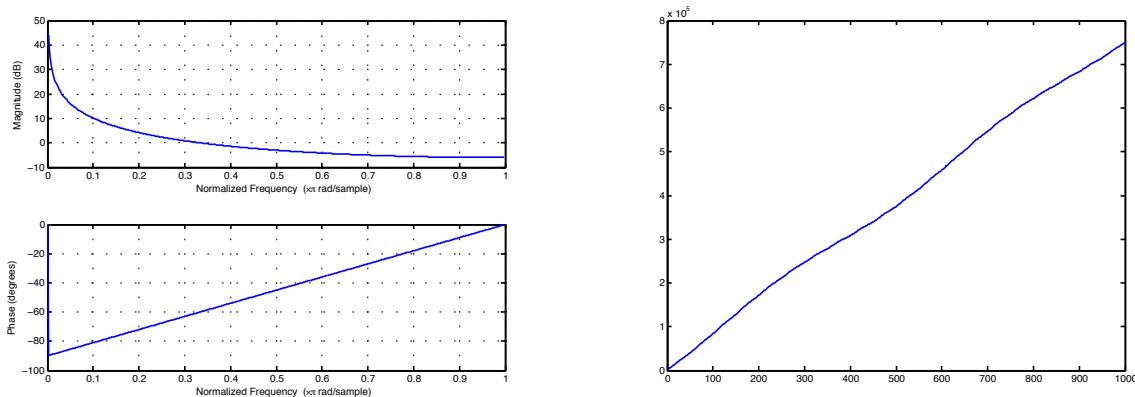 50
40
30
20
10
0
−10
Magnitude (dB)
0 0.1 0.2 0.3 0.4 0.5 0.6 0.7 0.8 0.9 1
Normalized Frequency (×π rad/sample)
0
−20
−40
−60
−80
−100
Phase (degrees)
0 0.1 0.2 0.3 0.4 0.5 0.6 0.7 0.8 0.9 1
Normalized Frequency (×π rad/sample)
x 10⁵
8
7
6
5
4
3
2
1
0
0 100 200 300 400 500 600 700 800 900 1000